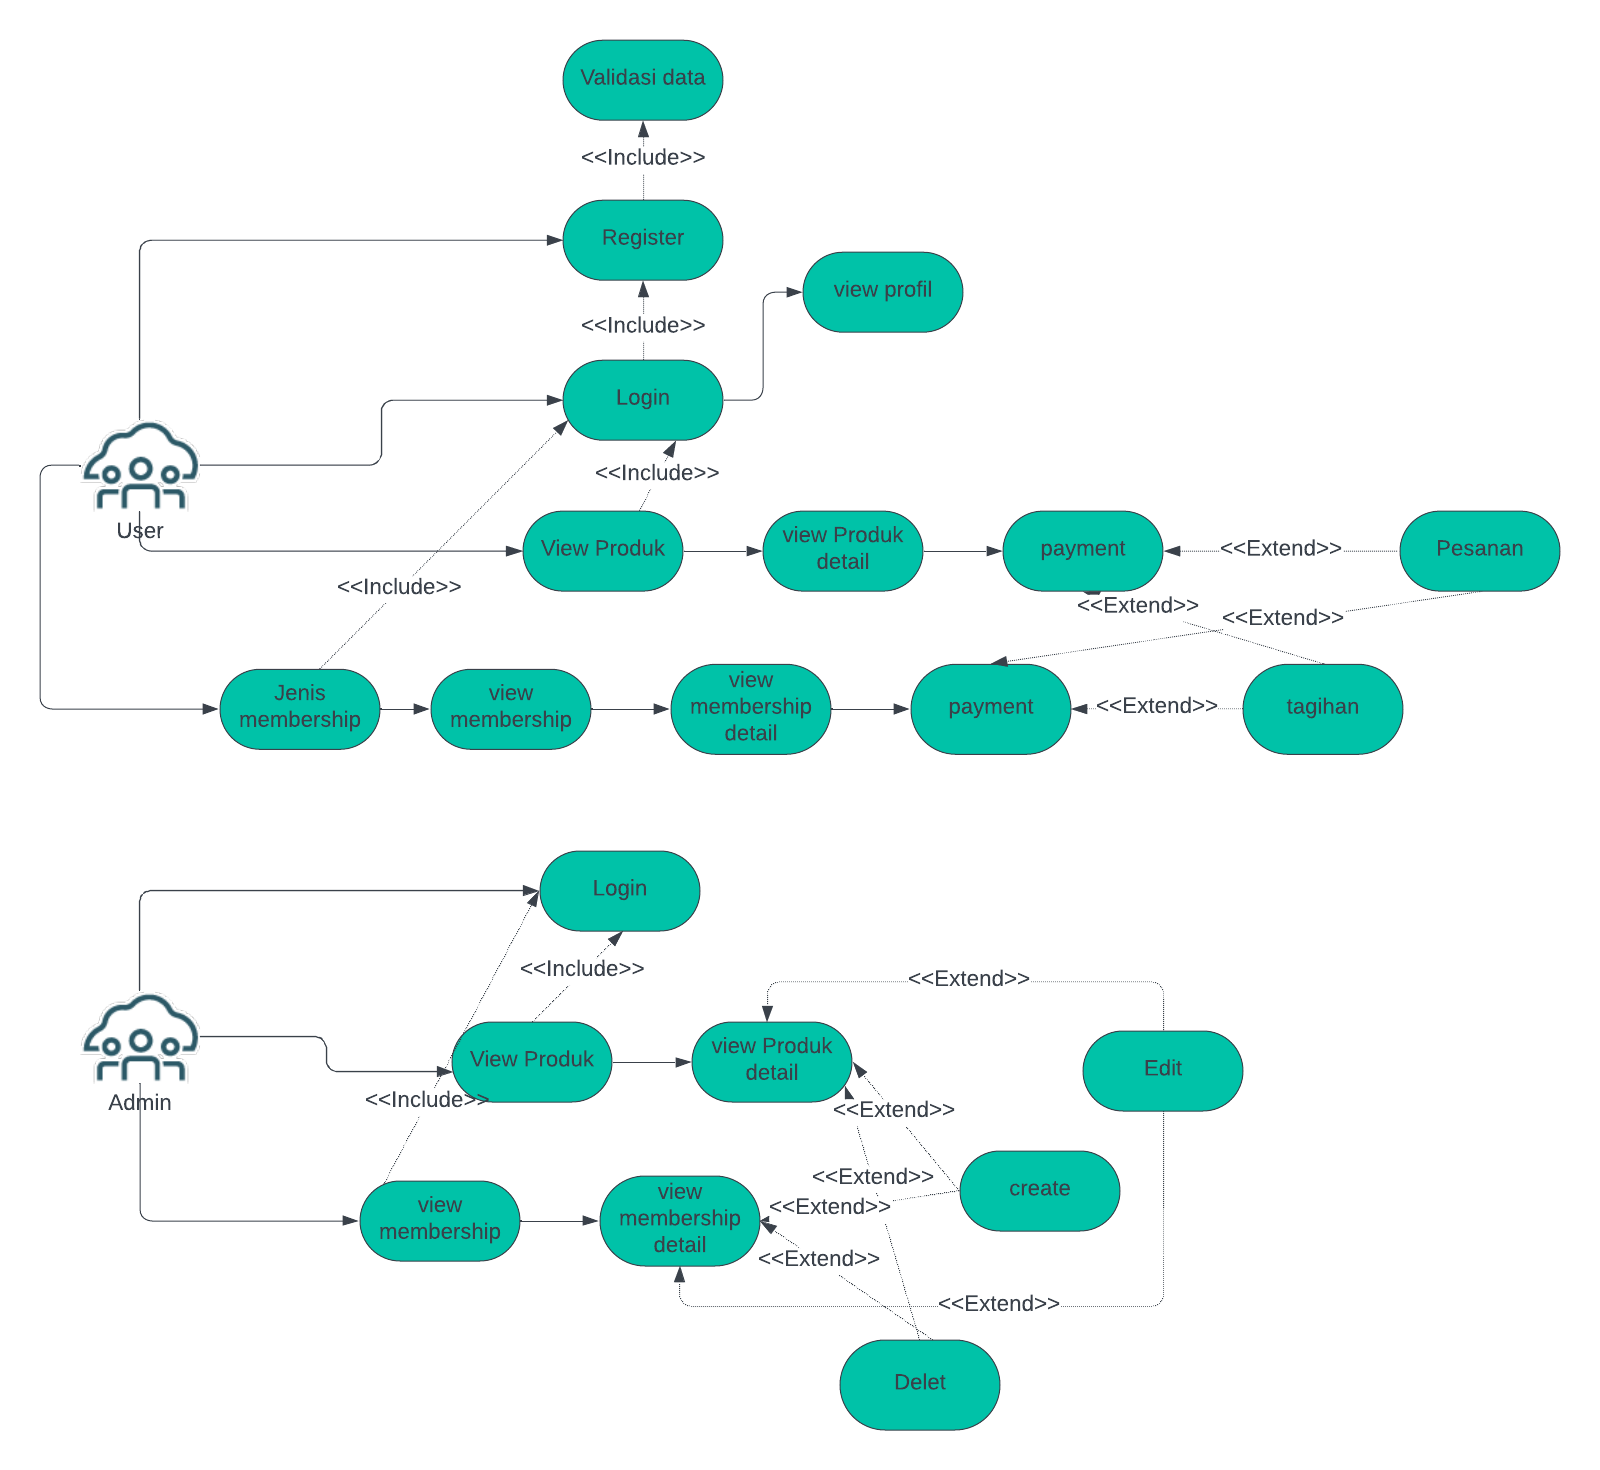 Validasi data
<<Include>>
Register
view profil
<<Include>>
Login
<<Include>>
User
View Produk
view Produk
detail
payment
<<Extend>>
Pesanan
<<Include>>
<<Extend>>
<<Extend>>
Jenis
membership
view
membership
view
membership
detail
payment
<<Extend>>
tagihan
Login
<<Include>>
<<Extend>>
Admin
View Produk
view Produk
detail
Edit
<<Include>>
<<Extend>>
<<Extend>>
create
view
membership
view
membership
detail
<<Extend>>
<<Extend>>
<<Extend>>
Delet